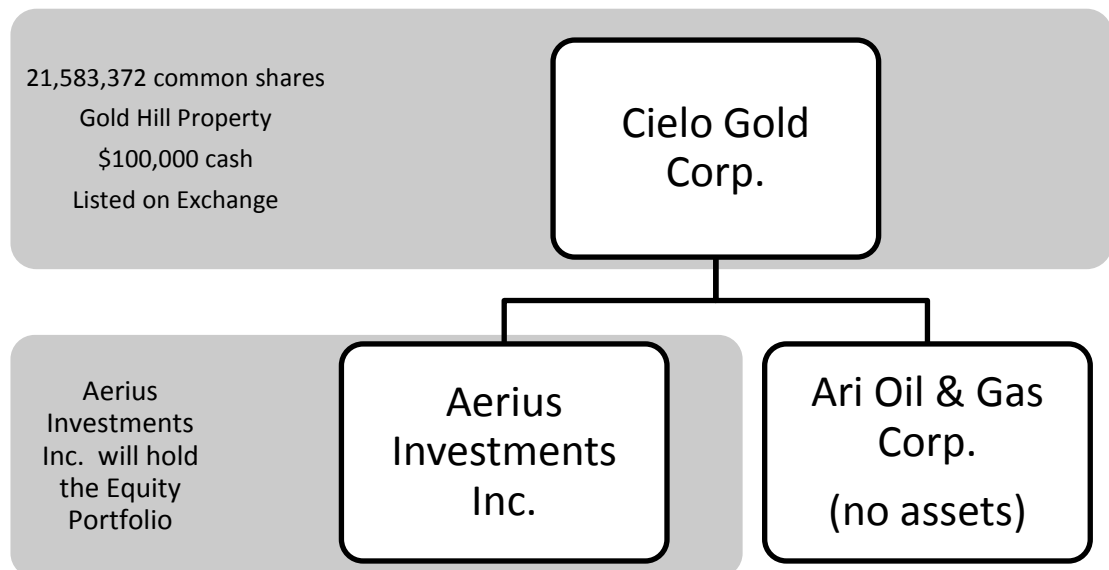 21,583,372 common shares
Gold Hill Property
$100,000 cash
Listed on Exchange
Cielo Gold
Corp.
Aerius
Investments
Inc.  will hold
the Equity
Portfolio
Aerius
Investments
Inc.
Ari Oil & Gas
Corp.
(no assets)